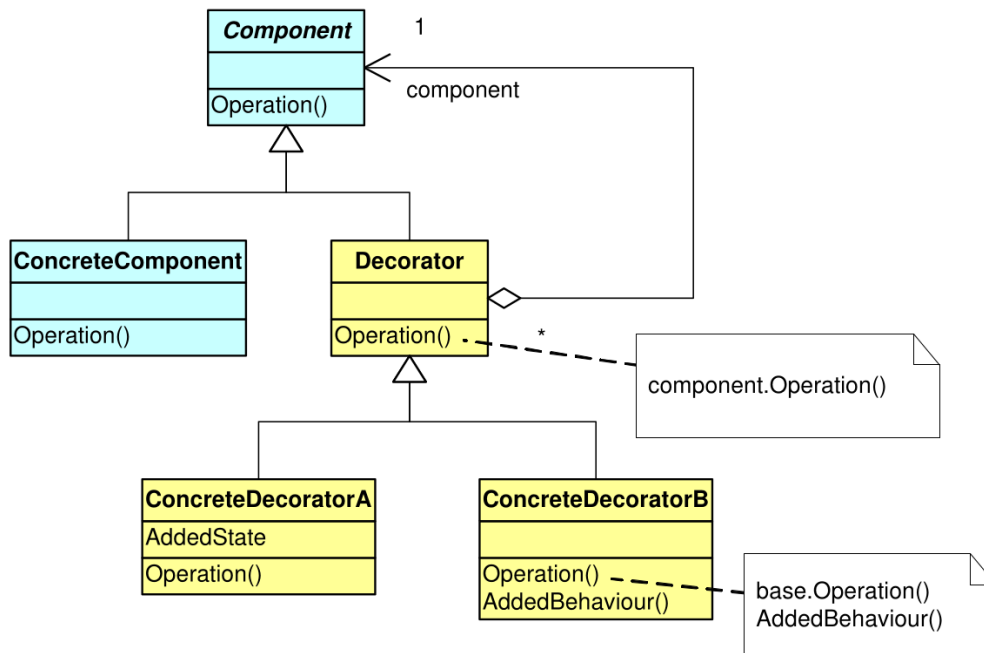 Component
1
component
Operation()
ConcreteComponent
Decorator
Operation()
Operation()
*
component.Operation()
ConcreteDecoratorA
AddedState
Operation()
ConcreteDecoratorB
Operation()
AddedBehaviour()
base.Operation()
AddedBehaviour()